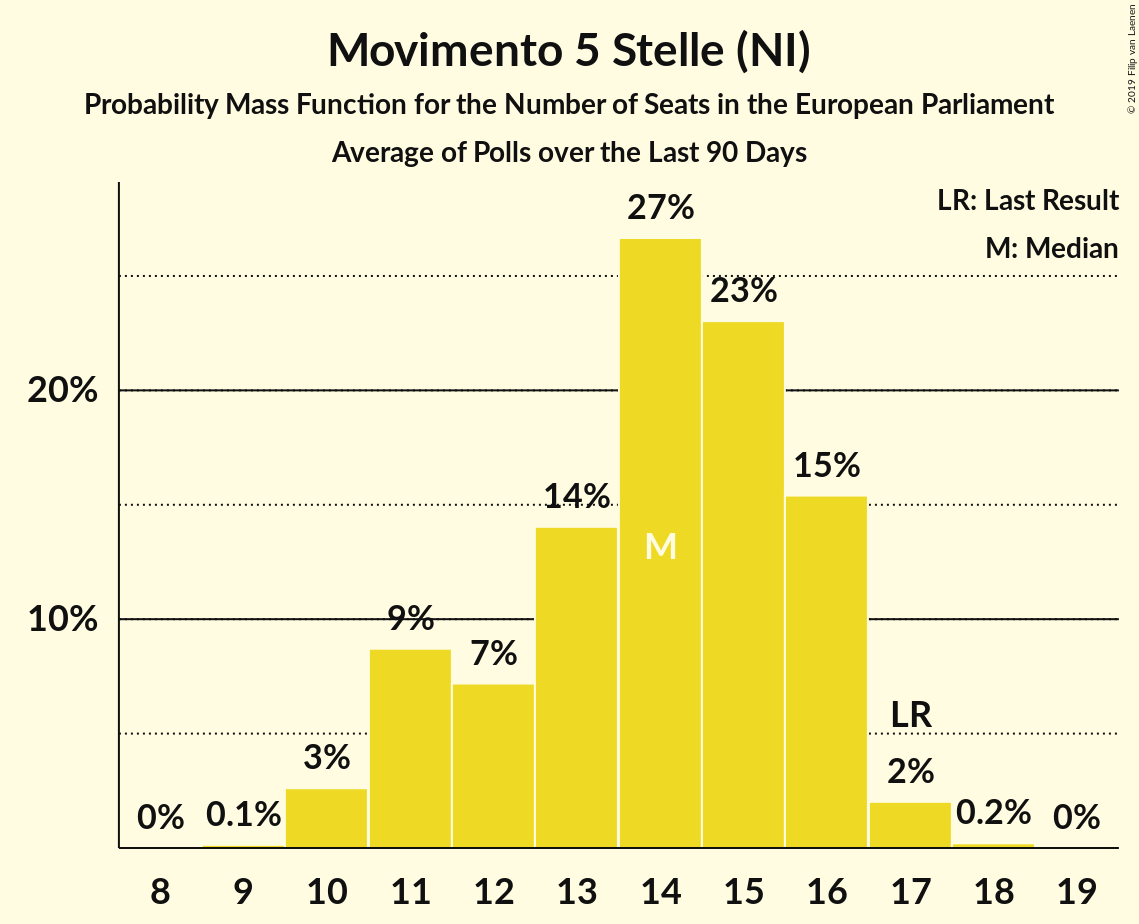 Movimento 5 Stelle (NI)
Probability Mass Function for the Number of Seats in the European Parliament
Average of Polls over the Last 90 Days
© 2019 Filip van Laenen
LR: Last Result
M: Median
27%
23%
20%
15%
14%
M
10%
9%
7%
LR
3%
2%
0%
0.1%
0.2%
0%
8 9 10 11 12 13 14 15 16 17 18 19